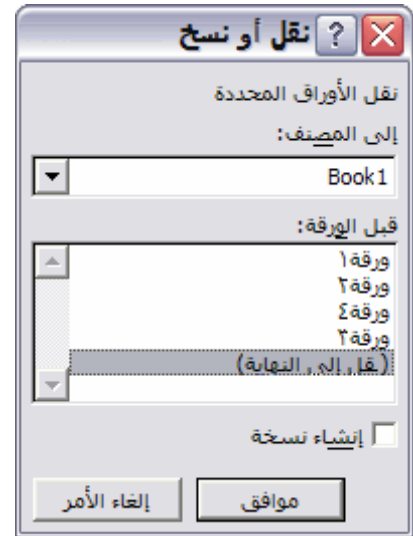 نقل أو نسخ
نقل الأوراق المحددة
إلى المصنف:
Book1
قبل الورقة:
ورقة١
ورقة٢
ورقة٤
ورقة٣
(نقل إلى النهاية)
إنشاء نسخة
موافق
إلغاء الأمر